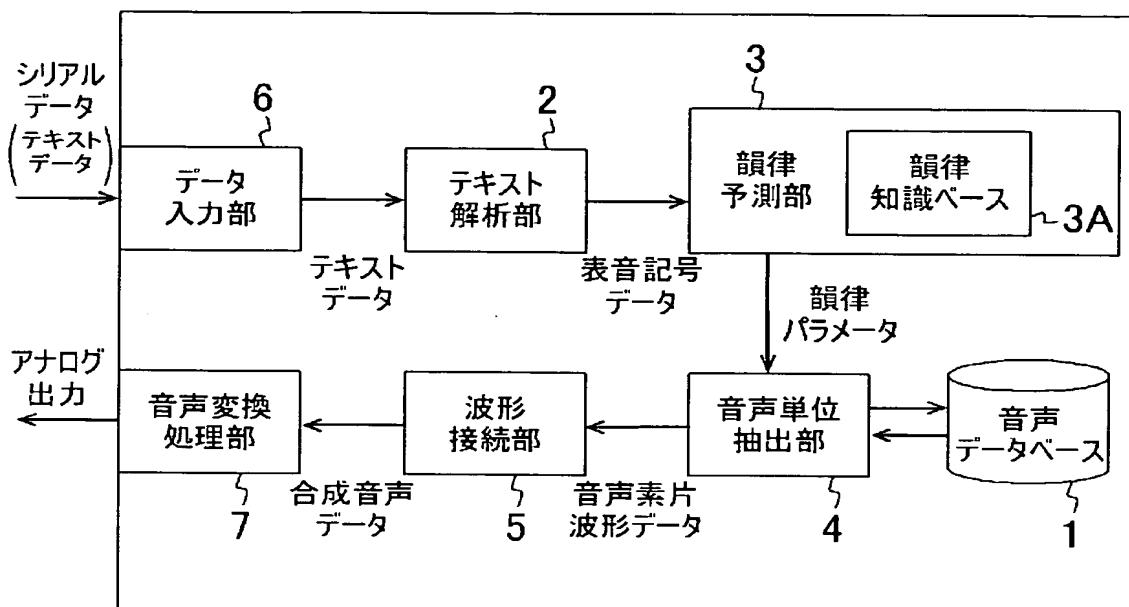 シリアル
データ
(テキスト
データ)
6
データ
入力部
テキスト
データ
2
テキスト
解析部
表音記号
データ
3
韻律
予測部
韻律
知識ベース
3A
韻律
パラメータ
アナログ
出力
音声変換
処理部
7
合成音声
データ
波形
接続部
5
音声素片
波形データ
音声単位
抽出部
4
音声
データベース
1